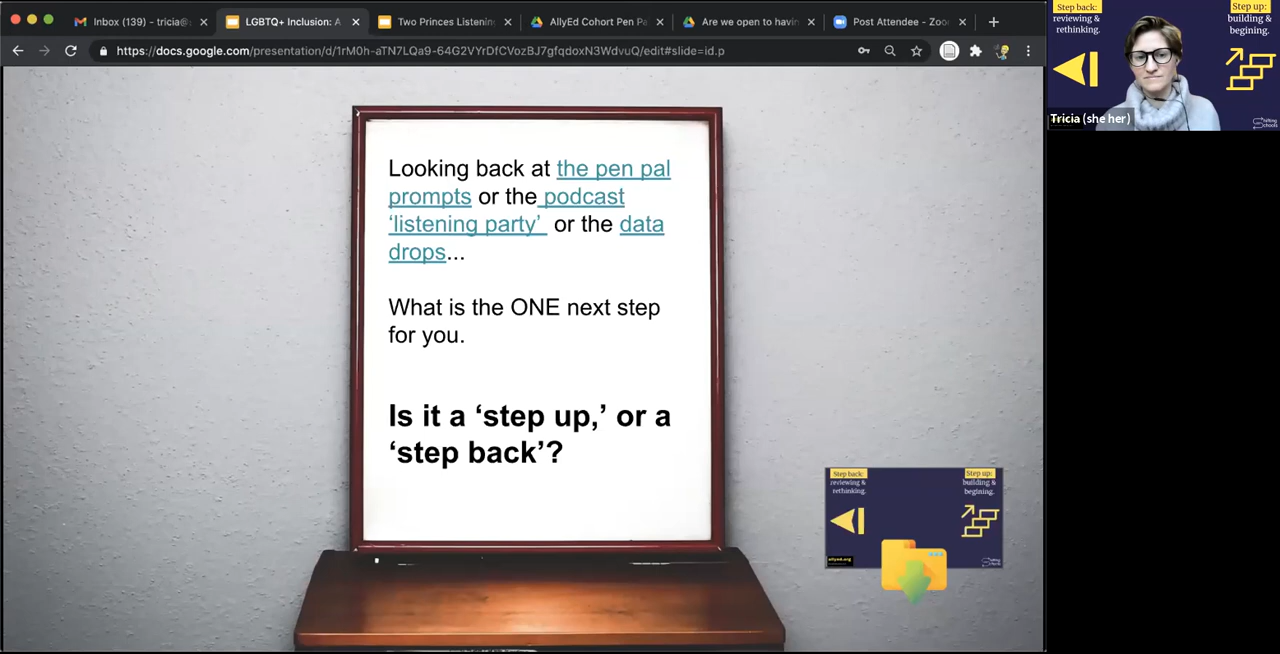 Inbox (139) - tricia@s
LGBTQ+ Inclusion: A
Two Princes Listenin
AllyEd Cohort Pen Pa
Are we open to havin
Post Attendee - Zoo
https://docs.google.com/presentation/d/1rM0h-aTN7LQa9-64G2VYrDfCVozBJ7gfqdoxN3WdvuQ/edit#slide=id.p
Looking back at the pen pal
prompts or the podcast
‘listening party’ or the data
drops...
What is the ONE next step
for you.
Is it a ‘step up,’ or a
‘step back’?
Step back:
reviewing &
rethinking.
Step up:
building &
begining.
allyed.org
Step back:
reviewing &
rethinking.
Step up:
building &
begining.
Tricia (she her)